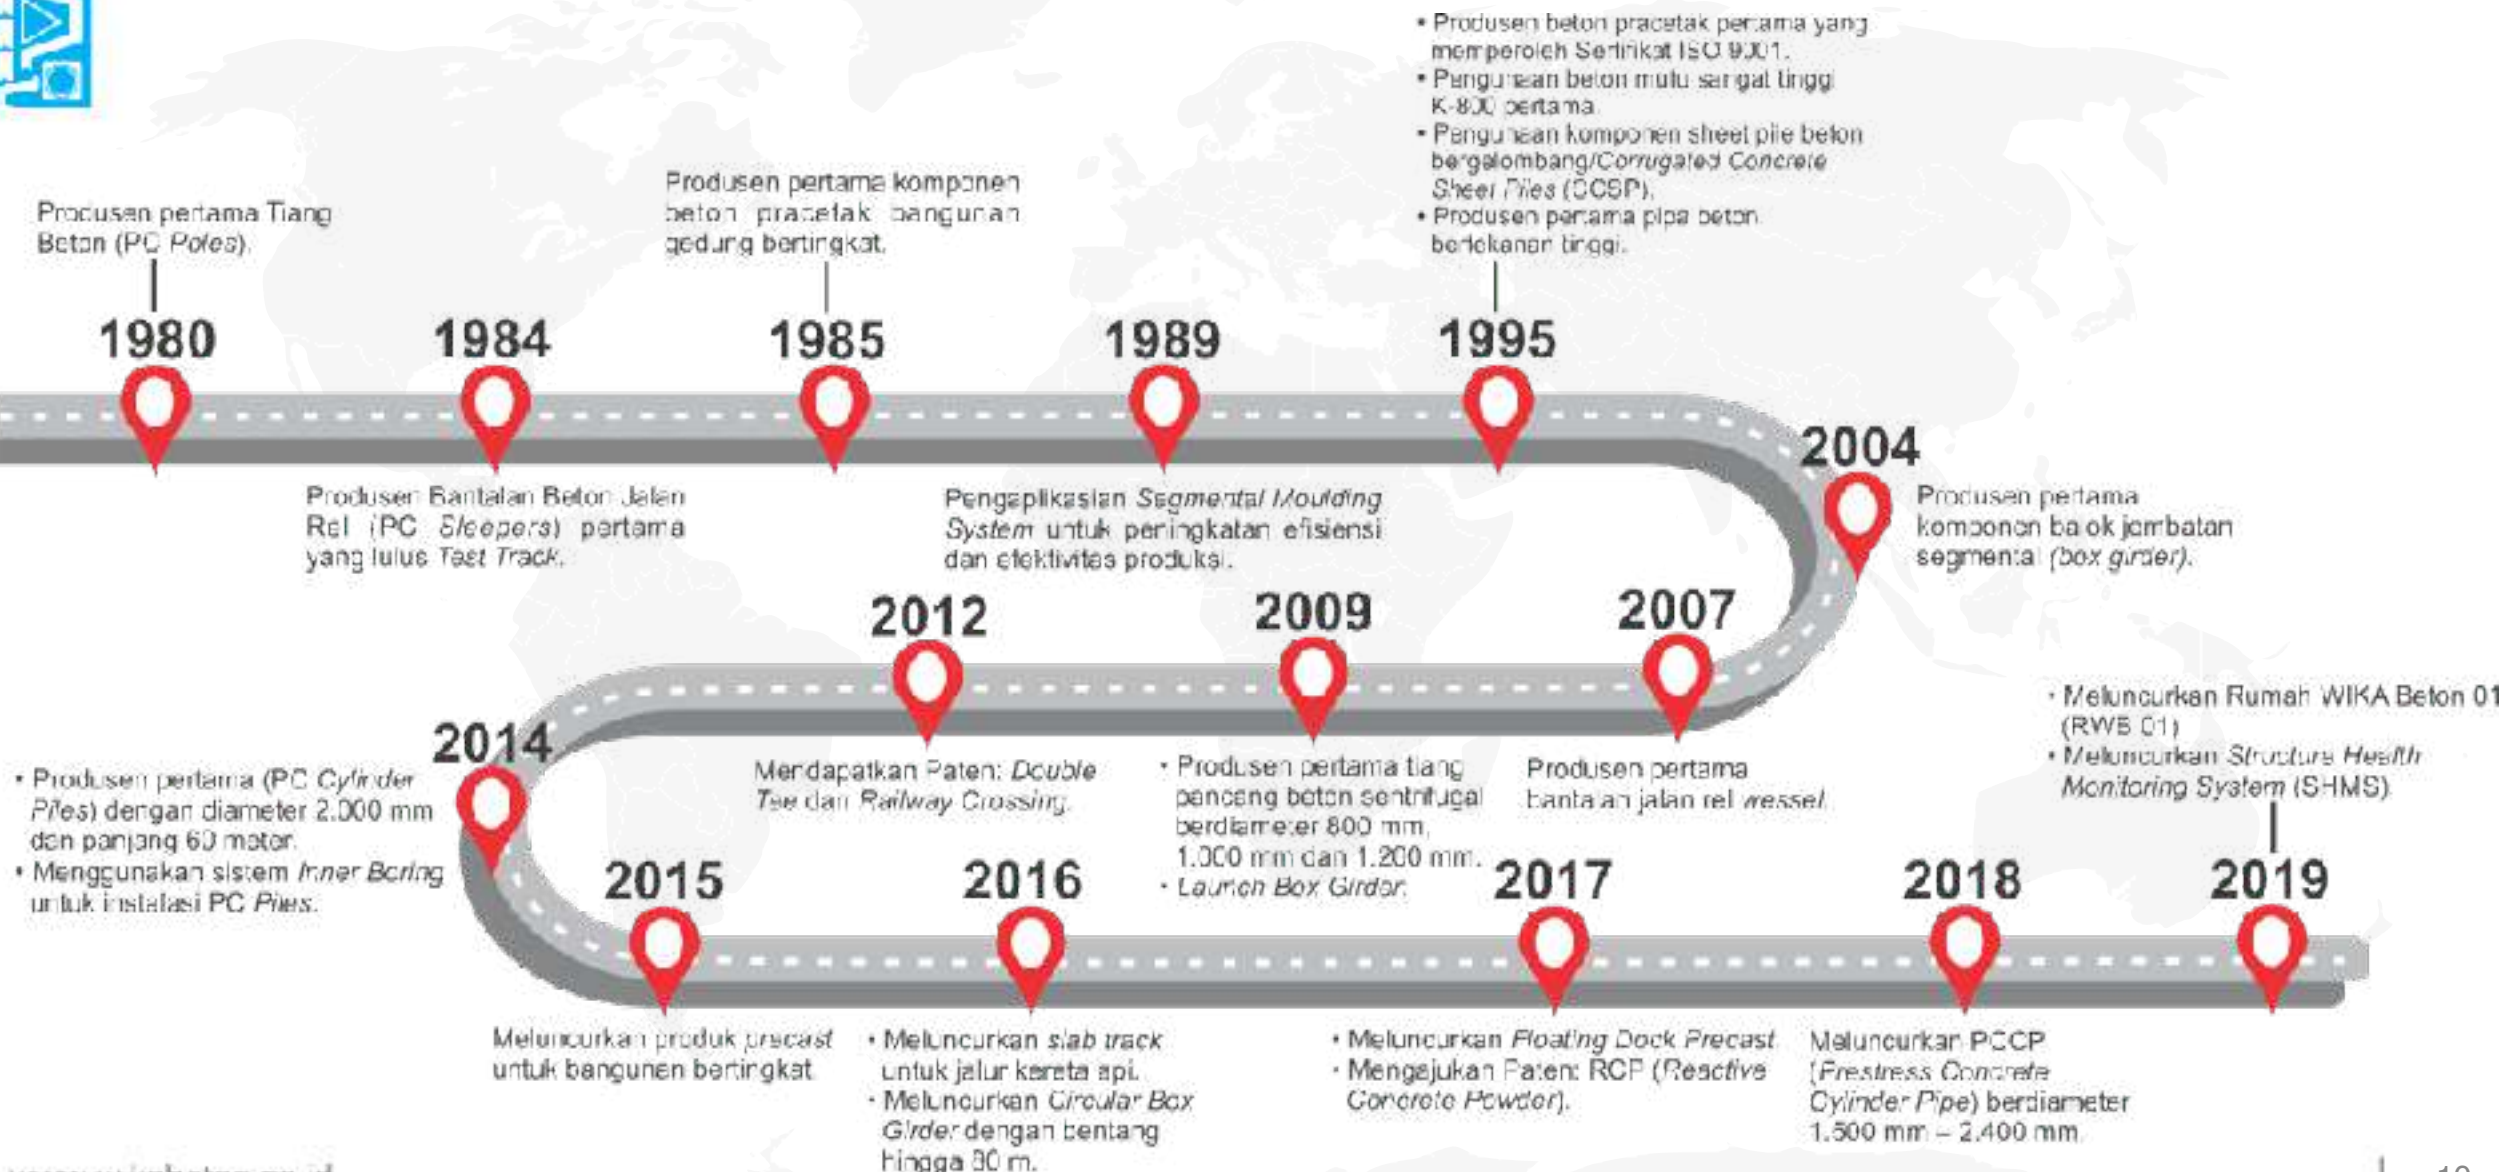 • Produsen beton pracetak pertama yang
memperoleh Sertifikat ISO 9001.
• Pengunaan beton mutu sangat tinggi
K-800 pertama.
• Pengunaan komponen sheet pile beton
bergelombang/Corrugated Concrete
Sheet Piles (CCSP).
• Produsen pertama pipa beton
bertekanan tinggi.
Produsen pertama Tiang
Beton (PC Poles).
Produsen pertama komponen
beton pracetak bangunan
gedung bertingkat.
1980
1984
1985
1989
1995
Produsen Bantalan Beton Jalan
Rel (PC Sleepers) pertama
yang lulus Test Track.
Pengaplikasian Segmental Moulding
System untuk peningkatan efisiensi
dan efektivitas produksi.
2004
Produsen pertama
komponen balok jembatan
segmental (box girder).
2012
2009
2007
2014
• Produsen pertama (PC Cylinder
Piles) dengan diameter 2.000 mm
dan panjang 60 meter.
• Menggunakan sistem Inner Boring
untuk instalasi PC Piles.
Mendapatkan Paten: Double
Tee dan Railway Crossing.
• Produsen pertama tiang
pancang beton sentrifugal
berdiameter 800 mm,
1.000 mm dan 1.200 mm.
• Launch Box Girder.
Produsen pertama
bantalan jalan rel wessel.
• Meluncurkan Rumah WIKA Beton 01
(RWB 01)
• Meluncurkan Structure Health
Monitoring System (SHMS)
2015
2016
2017
2018
2019
Meluncurkan produk precast
untuk bangunan bertingkat.
• Meluncurkan slab track
untuk jalur kereta api.
• Meluncurkan Circular Box
Girder dengan bentang
hingga 80 m.
• Meluncurkan Floating Dock Precast.
• Mengajukan Paten: RCP (Reactive
Concrete Powder).
Meluncurkan PCCP
(Prestress Concrete
Cylinder Pipe) berdiameter
1.500 mm – 2.400 mm.